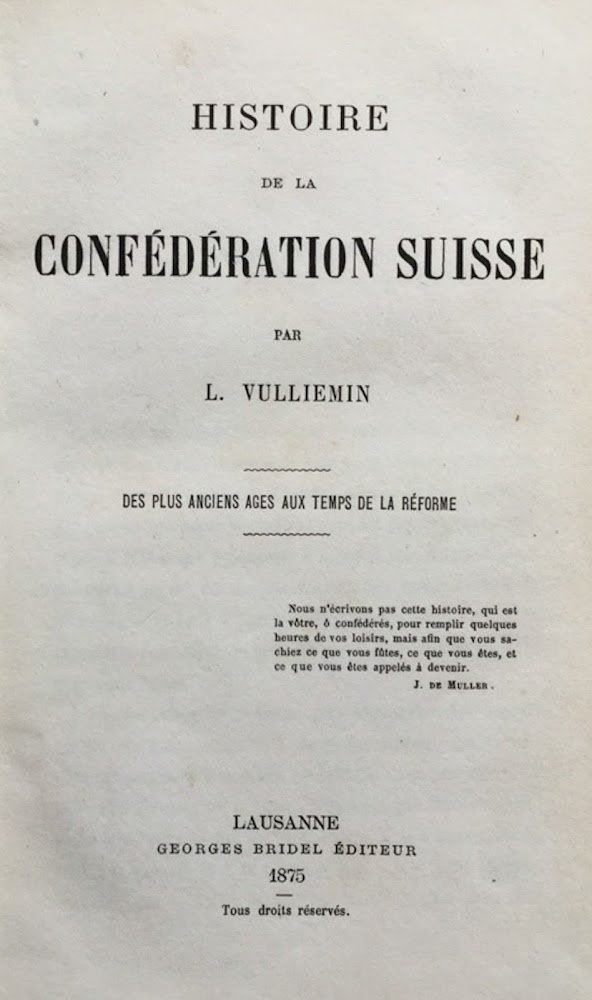 HISTOIRE
DE LA
CONFÉDÉRATION SUISSE
PAR
L. VULLIEMIN
DES PLUS ANCIENS AGES AUX TEMPS DE LA RÉFORME
Nous n'écrivons pas cette histoire, qui est
la vôtre, ô confédérés, pour remplir quelques
heures de vos loisirs, mais afin que vous sa-
chiez ce que vous fûtes, ce que vous êtes, et
ce que vous êtes appelés à devenir.
J. DE MULLER.
LAUSANNE
GEORGES BRIDEL ÉDITEUR
1875
Tous droits réservés.